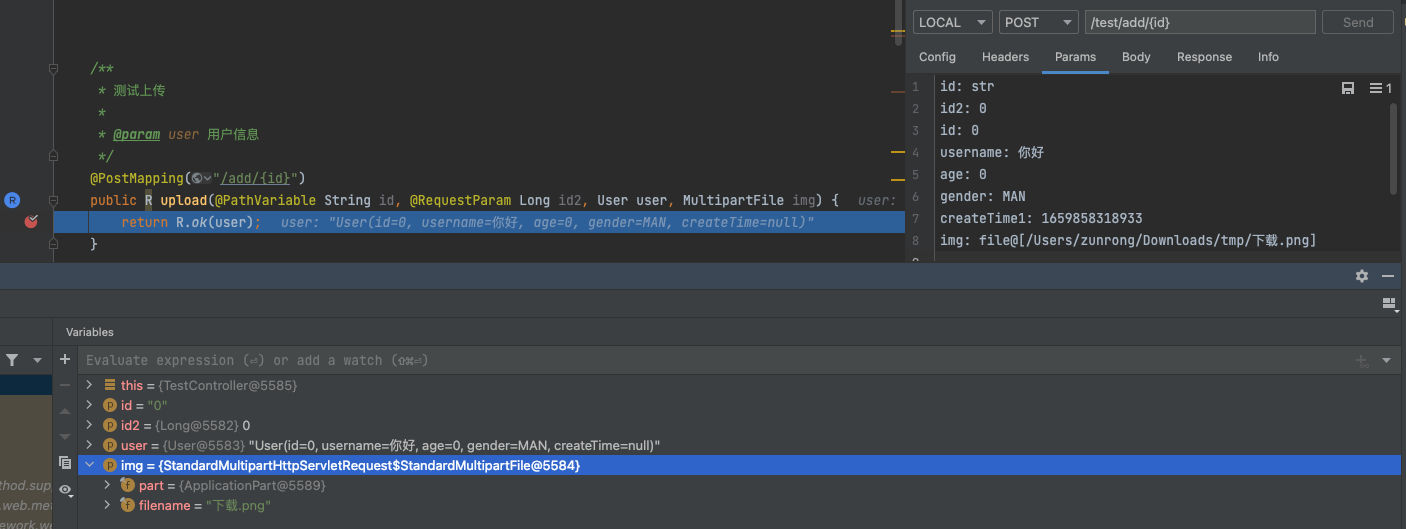 /**
* 测试上传
*
* @param user 用户信息
*/
@PostMapping("/add/{id}")
public R upload(@PathVariable String id, @RequestParam Long id2, User user, MultipartFile img) { user:
return R.ok(user); user: "User(id=0, username=你好, age=0, gender=MAN, createTime=null)"
}
LOCAL POST /test/add/{id} Send
Config Headers Params Body Response Info
1 id: str
1
2 id2: 0
3 id: 0
4 username: 你好
5 age: 0
6 gender: MAN
7 createTime1: 1659858318933
8 img: file@[/Users/zunrong/Downloads/tmp/下载.png]
R
Variables
Evaluate expression (⏎) or add a watch (⇧⌘⏎)
this = {TestController@5585}
p id = "0"
p id2 = {Long@5582} 0
p user = {User@5583} "User(id=0, username=你好, age=0, gender=MAN, createTime=null)"
p img = {StandardMultipartHttpServletRequest$StandardMultipartFile@5584}
f part = {ApplicationPart@5589}
f filename = "下载.png"
thod.sup
.web.met